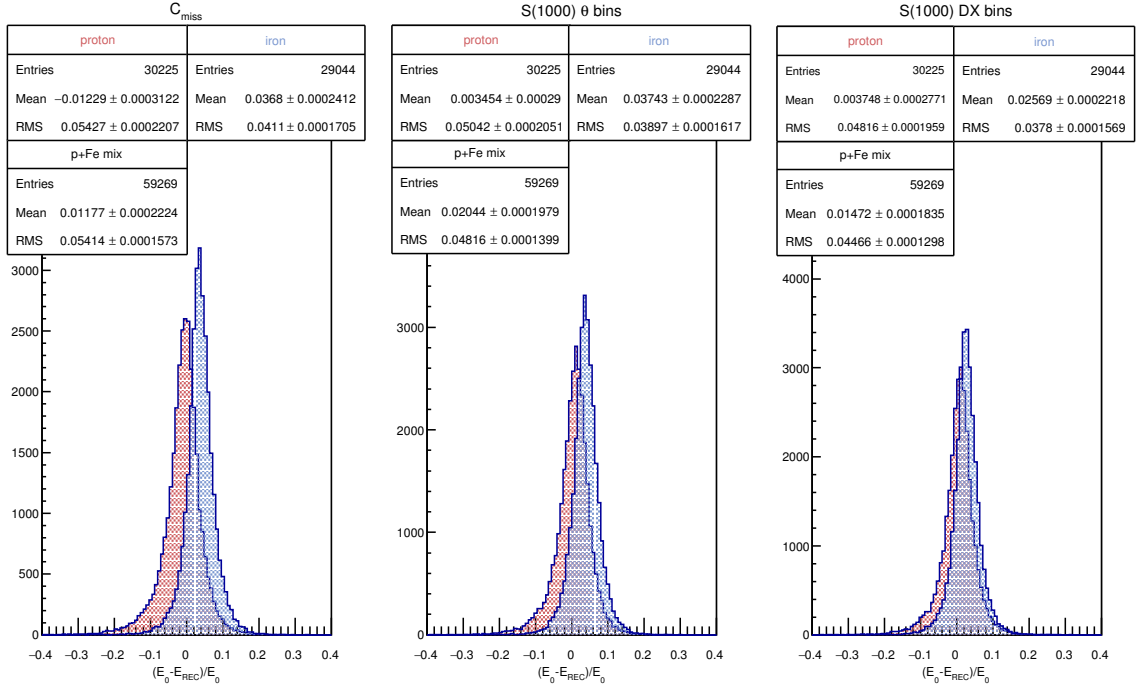 C_miss
proton iron
Entries 30225 Entries 29044
Mean −0.01229 ± 0.0003122 Mean 0.0368 ± 0.0002412
RMS 0.05427 ± 0.0002207 RMS 0.0411 ± 0.0001705
p+Fe mix
Entries 59269
Mean 0.01177 ± 0.0002224
RMS 0.05414 ± 0.0001573
3000
2500
2000
1500
1000
500
0
−0.4 −0.3 −0.2 −0.1 0 0.1 0.2 0.3 0.4
(E_0-E_REC)/E_0
S(1000) θ bins
proton iron
Entries 30225 Entries 29044
Mean 0.003454 ± 0.00029 Mean 0.03743 ± 0.0002287
RMS 0.05042 ± 0.0002051 RMS 0.03897 ± 0.0001617
p+Fe mix
Entries 59269
Mean 0.02044 ± 0.0001979
RMS 0.04816 ± 0.0001399
3000
2000
1000
0
−0.4 −0.3 −0.2 −0.1 0 0.1 0.2 0.3 0.4
(E_0-E_REC)/E_0
S(1000) DX bins
proton iron
Entries 30225 Entries 29044
Mean 0.003748 ± 0.0002771 Mean 0.02569 ± 0.0002218
RMS 0.04816 ± 0.0001959 RMS 0.0378 ± 0.0001569
p+Fe mix
Entries 59269
Mean 0.01472 ± 0.0001835
RMS 0.04466 ± 0.0001298
4000
3000
2000
1000
0
−0.4 −0.3 −0.2 −0.1 0 0.1 0.2 0.3 0.4
(E_0-E_REC)/E_0